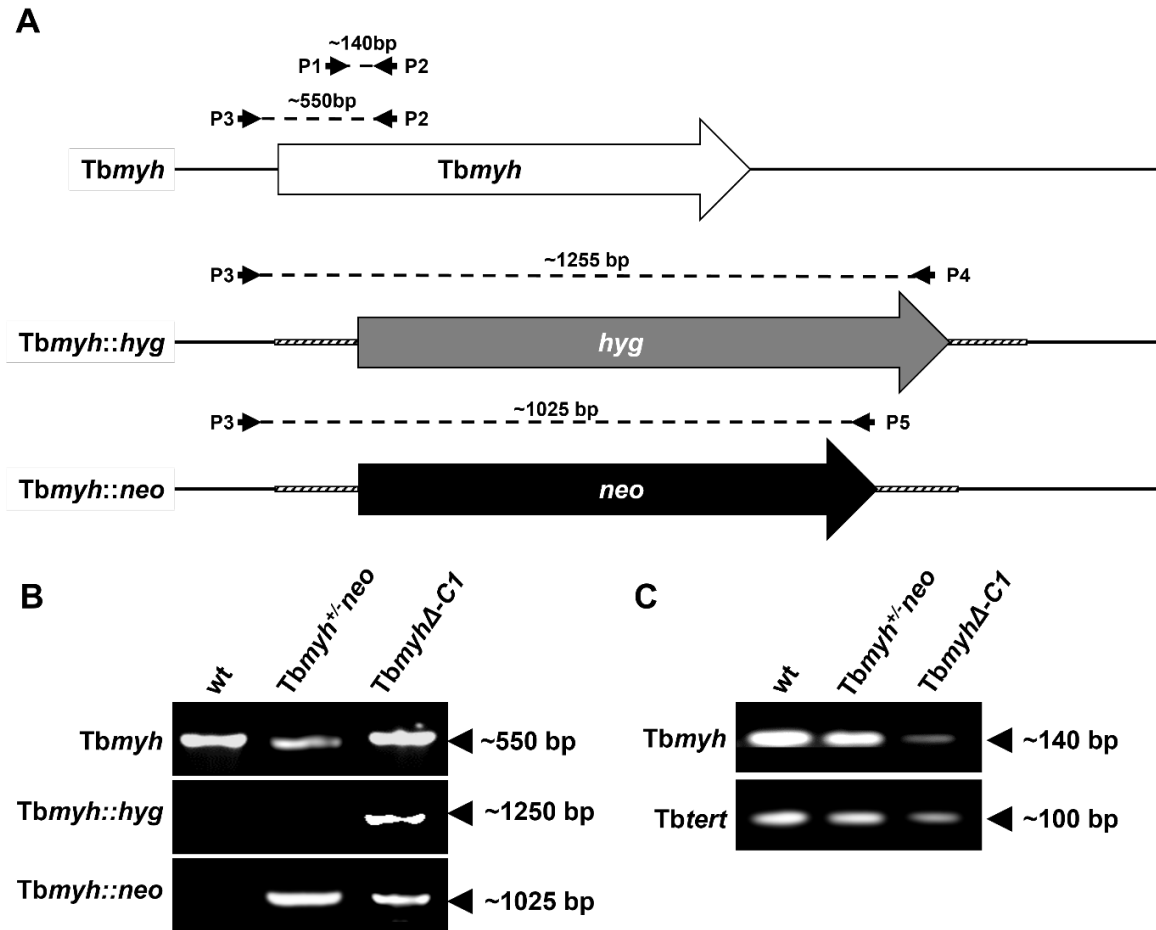 A
~140bp
P1 P2
~550bp
P3 P2
Tbmyh Tbmyh
~1255 bp
P3 P4
Tbmyh::hyg hyg
~1025 bp
P3 P5
Tbmyh::neo neo
B
wt Tbmyh+/-neo TbmyhΔ-C1
Tbmyh ~550 bp
Tbmyh::hyg ~1250 bp
Tbmyh::neo ~1025 bp
C
wt Tbmyh+/-neo TbmyhΔ-C1
Tbmyh ~140 bp
Tbtert ~100 bp